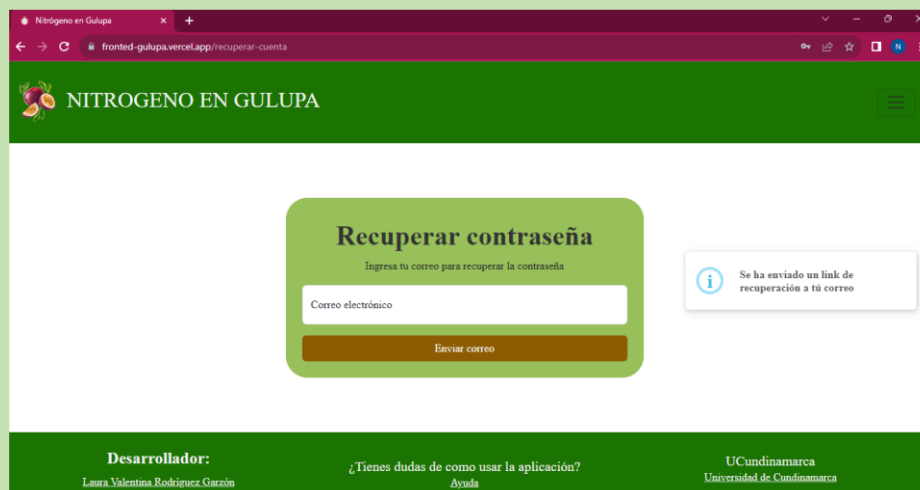 Nitrógeno en Gulupa
fronted-gulupa.vercel.app/recuperar-cuenta
N
NITROGENO EN GULUPA
Recuperar contraseña
Ingresa tu correo para recuperar la contraseña
Correo electrónico
Enviar correo
Se ha enviado un link de
recuperación a tú correo
Desarrollador:
Laura Valentina Rodríguez Garzón
¿Tienes dudas de como usar la aplicación?
Ayuda
UCundinamarca
Universidad de Cundinamarca